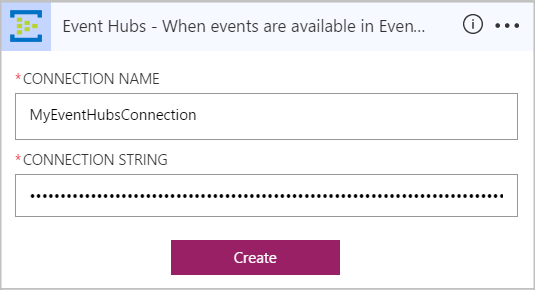 Event Hubs - When events are available in Even...
*CONNECTION NAME
MyEventHubsConnection
*CONNECTION STRING
Create